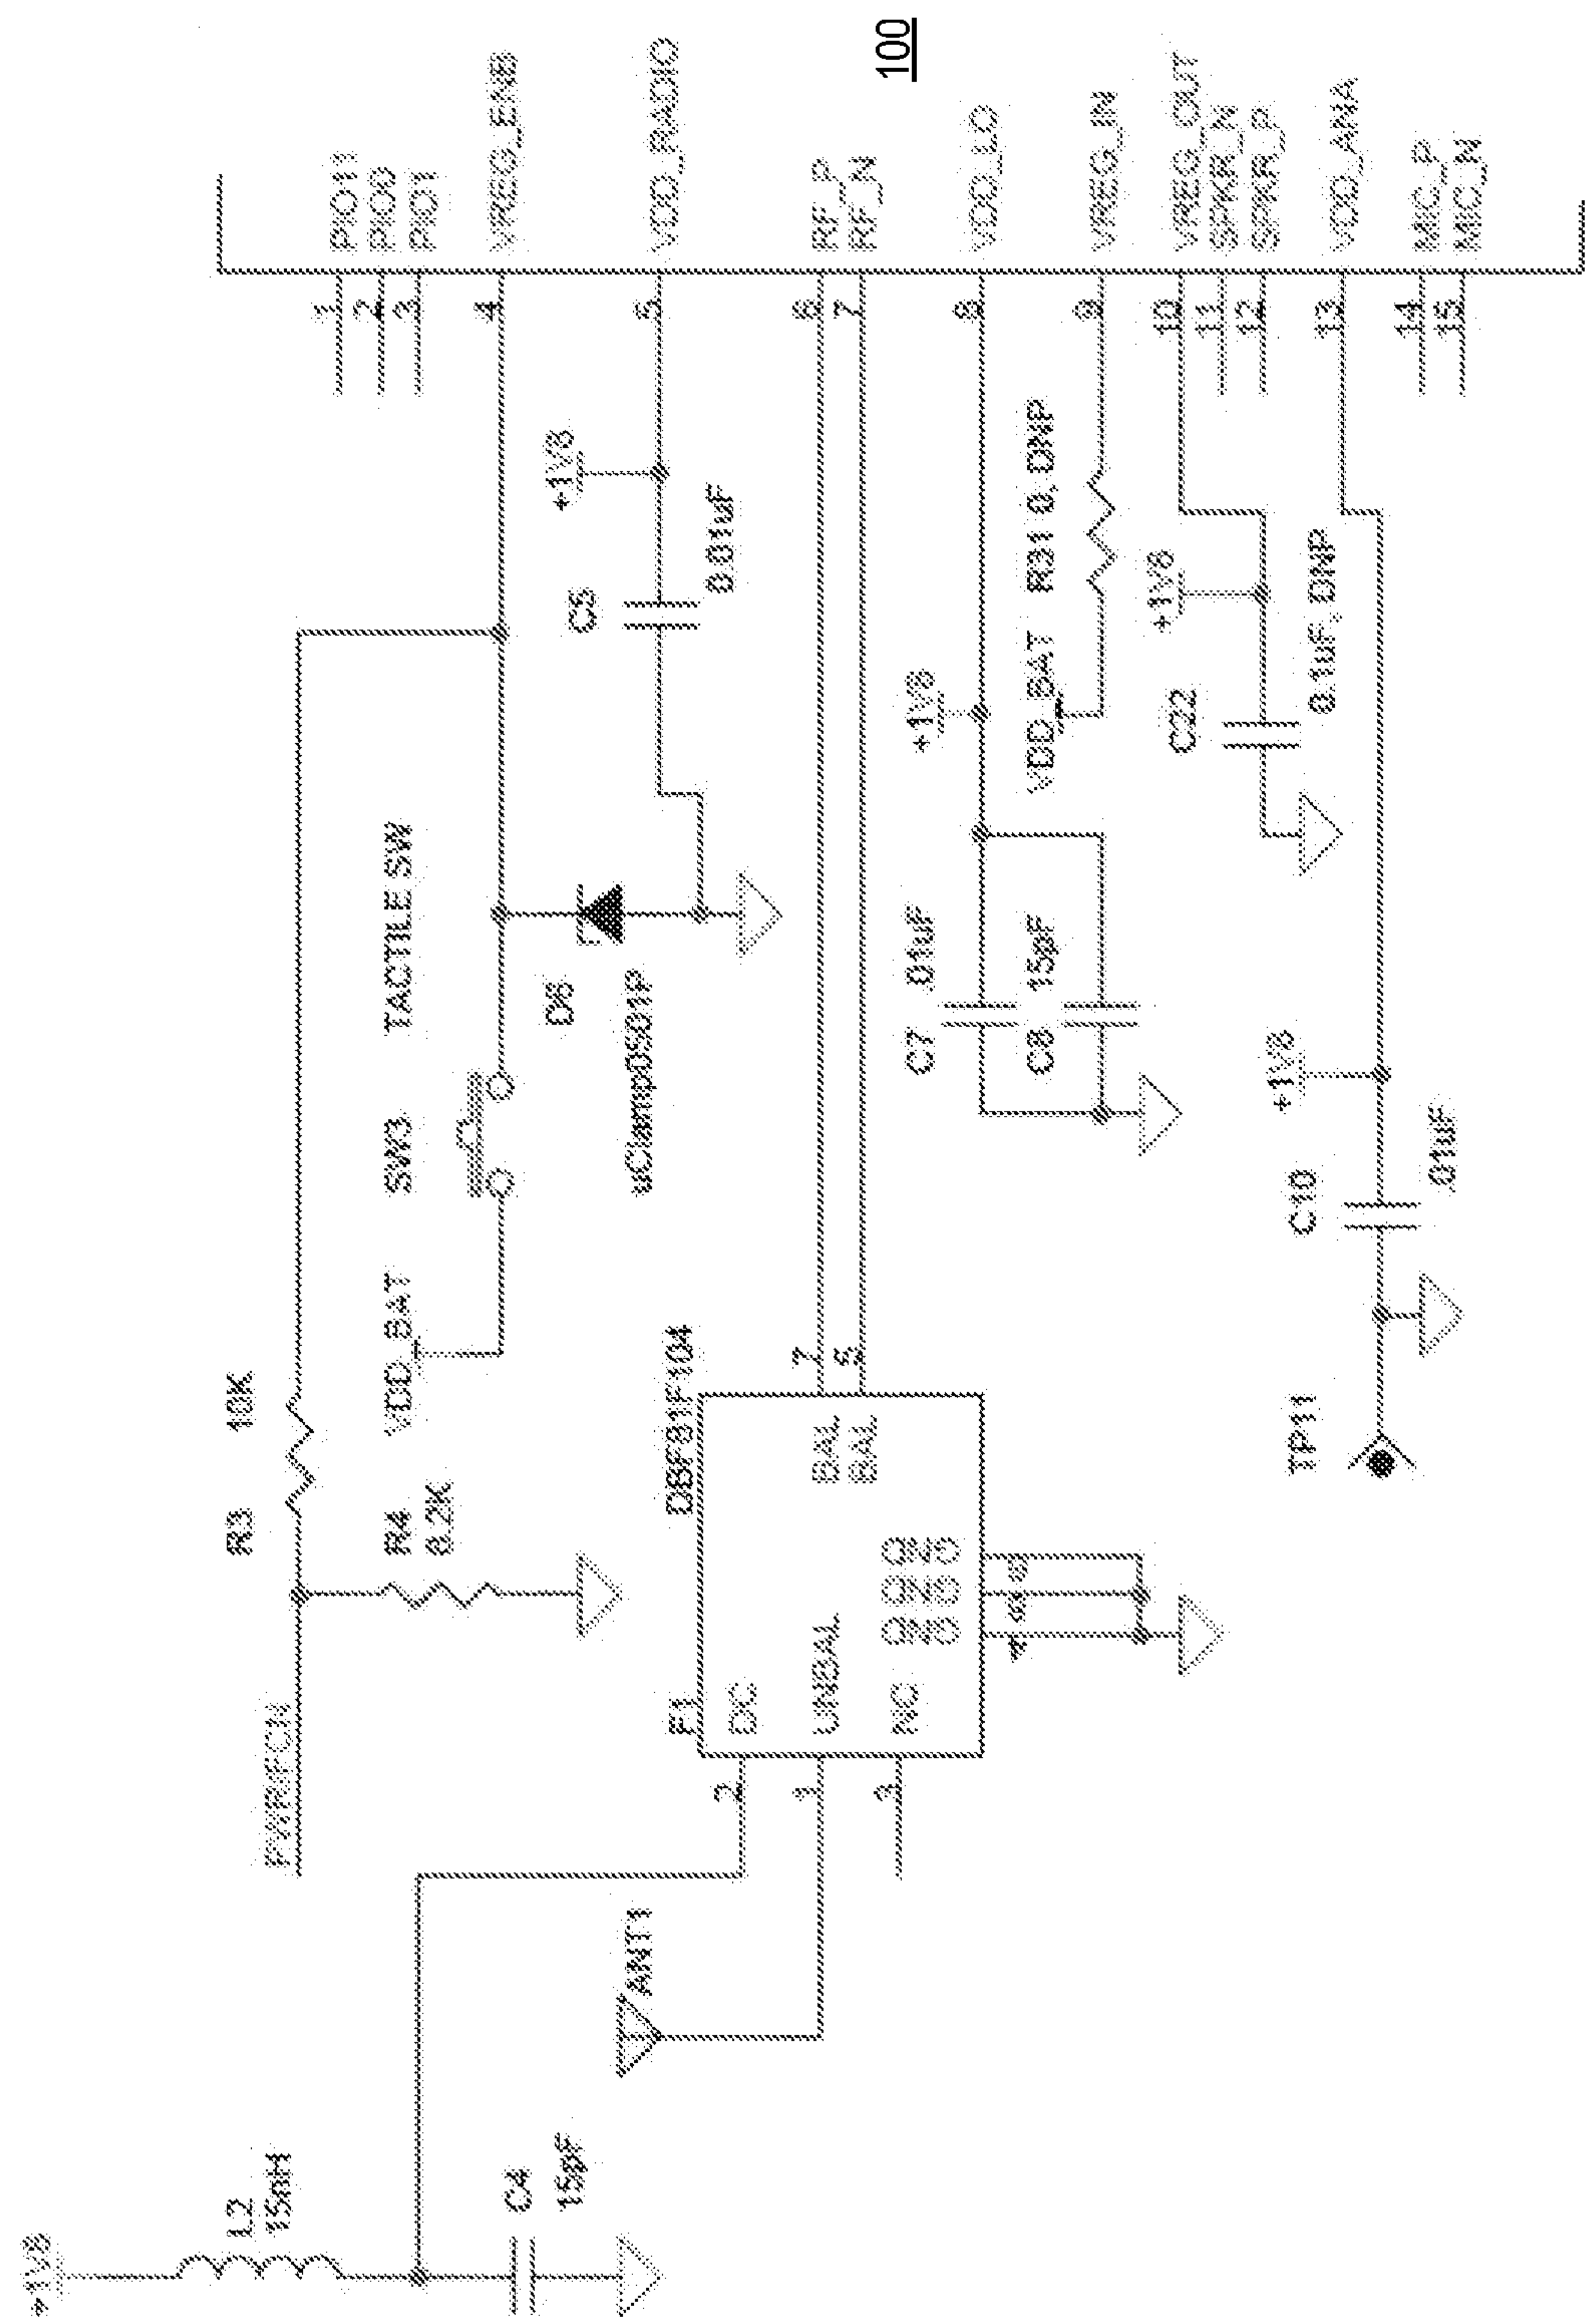 100
PIO11
PIO0
PIO1
VREG_ENB
VDD_RADIO
RF_P
RF_N
VDD_LO
VREG_IN
VREG_OUT
SPKR_N
SPKR_P
VDD_ANA
MIC_P
MIC_N
1
2
3
4
5
6
7
8
9
10
11
12
13
14
15
+1V8
C5
0.01uF
TACTILE SW
SW3
VDD_BAT
D6
uClamp0501P
R3
10K
R4
8.2K
PWR/FCN
+1V8
C7
.01uF
C8
15pF
VDD_BAT
R31 0, DNP
+1V8
C22
0.1uF, DNP
+1V8
C10
.01uF
TP11
DBF81F104
F1
DC
UNBAL
NC
BAL
BAL
GND
GND
GND
7
5
2
1
3
ANT1
+1V8
L2
15nH
C4
15pF